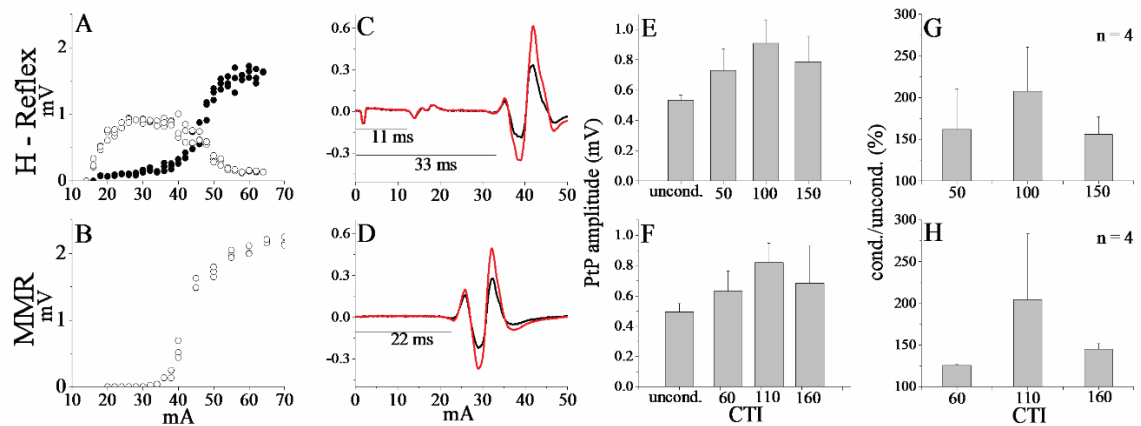 A
H - Reflex
mV
2
1
0
10 20 30 40 50 60 70
B
MMR
mV
2
1
0
10 20 30 40 50 60 70
mA
C
0.6
0.3
0.0
-0.3
11 ms
33 ms
0 10 20 30 40 50
D
0.6
0.3
0.0
-0.3
22 ms
0 10 20 30 40 50
mA
PtP amplitude (mV)
E
1.0
0.8
0.6
0.4
0.2
0.0
uncond. 50 100 150
F
1.0
0.8
0.6
0.4
0.2
0.0
uncond. 60 110 160
CTI
cond./uncond. (%)
G
n = 4
300
250
200
150
100
50 100 150
H
n = 4
300
250
200
150
100
60 110 160
CTI